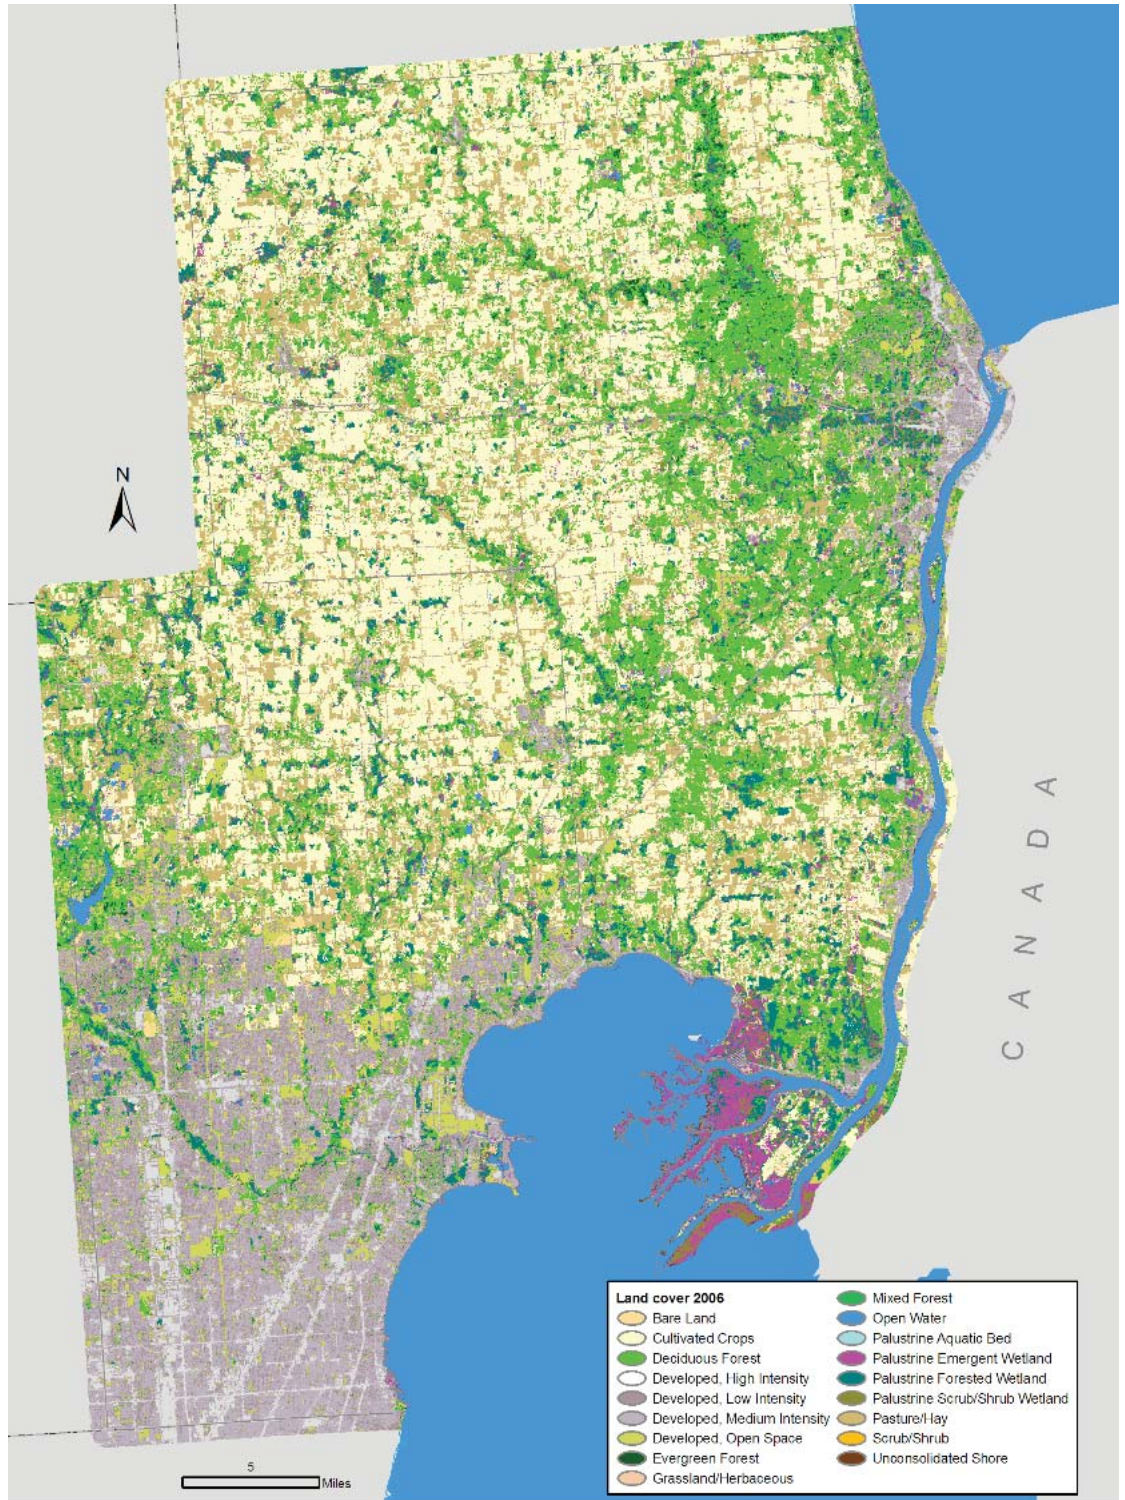 N
CANADA
Land cover 2006
Bare Land
Cultivated Crops
Deciduous Forest
Developed, High Intensity
Developed, Low Intensity
Developed, Medium Intensity
Developed, Open Space
Evergreen Forest
Grassland/Herbaceous
Mixed Forest
Open Water
Palustrine Aquatic Bed
Palustrine Emergent Wetland
Palustrine Forested Wetland
Palustrine Scrub/Shrub Wetland
Pasture/Hay
Scrub/Shrub
Unconsolidated Shore
5
Miles